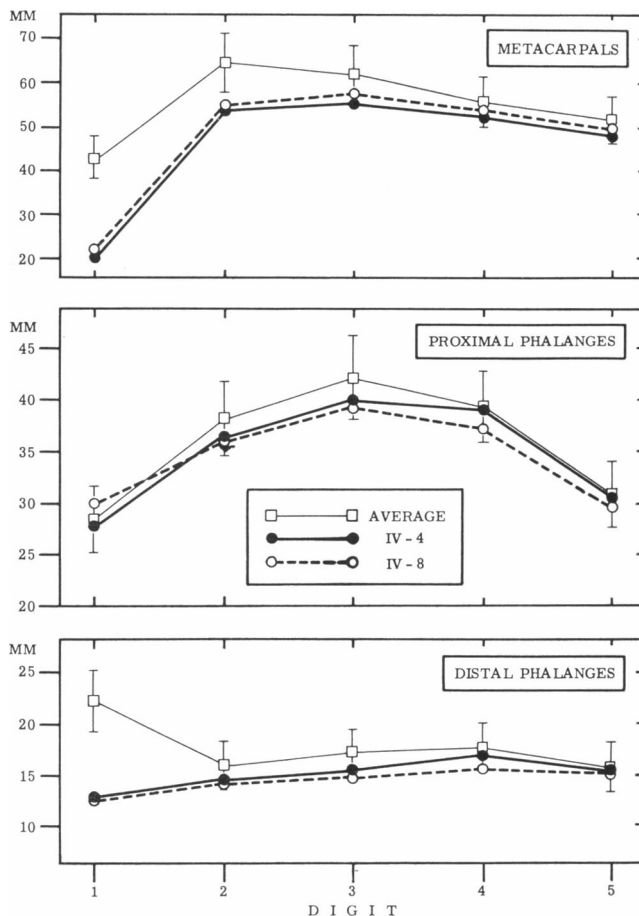 MM
70
60
50
40
30
20
METACARPALS
MM
45
40
35
30
25
20
PROXIMAL PHALANGES
AVERAGE
IV - 4
IV - 8
MM
25
20
15
10
DISTAL PHALANGES
1 2 3 4 5
DIGIT